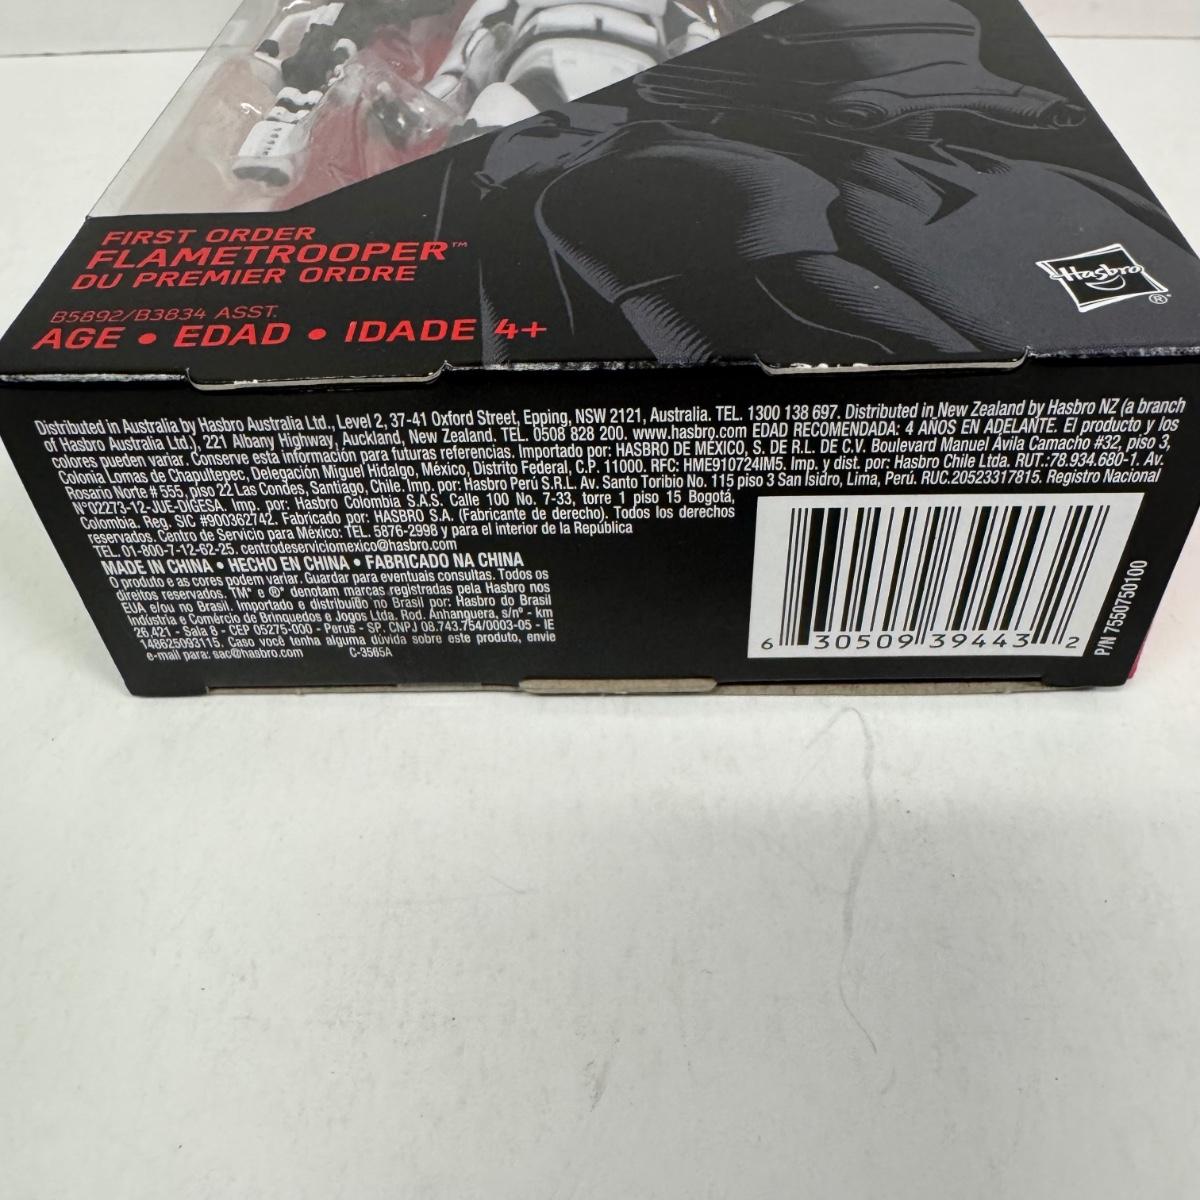 FIRST ORDER
FLAMETROOPER™
DU PREMIER ORDRE
B5892/B3834 ASST.
AGE • EDAD • IDADE 4+
Hasbro®
Distributed in Australia by Hasbro Australia Ltd., Level 2, 37-41 Oxford Street, Epping, NSW 2121, Australia. TEL. 1300 138 697. Distributed in New Zealand by Hasbro NZ (a branch
of Hasbro Australia Ltd.), 221 Albany Highway, Auckland, New Zealand. TEL. 0508 828 200. www.hasbro.com EDAD RECOMENDADA: 4 AÑOS EN ADELANTE. El producto y los
colores pueden variar. Conserve esta información para futuras referencias. Importado por: HASBRO DE MÉXICO, S. DE R.L. DE C.V. Boulevard Manuel Ávila Camacho #32, piso 3,
Colonia Lomas de Chapultepec, Delegación Miguel Hidalgo, México, Distrito Federal, C.P. 11000. RFC: HME910724IM5. Imp. y dist. por: Hasbro Chile Ltda. RUT.:78.934.680-1. Av.
Rosario Norte # 555, piso 22 Las Condes, Santiago, Chile. Imp. por: Hasbro Perú S.R.L. Av. Santo Toribio No. 115 piso 3 San Isidro, Lima, Perú. RUC.20523317815. Registro Nacional
Nº02273-12-JUE-DIGESA. Imp. por: Hasbro Colombia S.A.S. Calle 100 No. 7-33, torre 1 piso 15 Bogotá,
Colombia. Reg. SIC #900362742. Fabricado por: HASBRO S.A. (Fabricante de derecho). Todos los derechos
reservados. Centro de Servicio para México: TEL. 5876-2998 y para el interior de la República
TEL. 01-800-7-12-62-25. centrodeserviciomexico@hasbro.com
MADE IN CHINA • HECHO EN CHINA • FABRICADO NA CHINA
O produto e as cores podem variar. Guardar para eventuais consultas. Todos os
direitos reservados. TM* e ®* denotam marcas registradas pela Hasbro nos
EUA e/ou no Brasil. Importado e distribuído no Brasil por: Hasbro do Brasil
Indústria e Comércio de Brinquedos e Jogos Ltda. Rod. Anhanguera, s/nº - km
26,421 - Sala 8 - CEP 05275-000 - Perus - SP. CNPJ 08.743.754/0003-05 - IE
148625093115. Caso você tenha alguma dúvida sobre este produto, envie
e-mail para: sac@hasbro.com C-3565A
6 30509 39443 2
P/N 7590750100